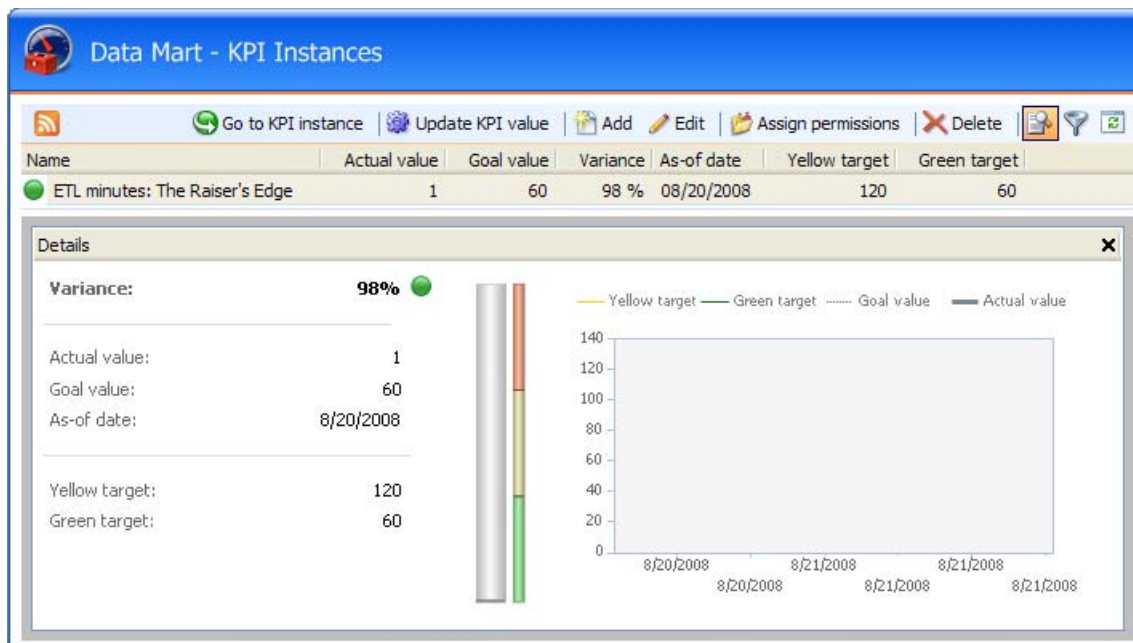 Data Mart - KPI Instances
Go to KPI instance Update KPI value Add Edit Assign permissions Delete
Name Actual value Goal value Variance As-of date Yellow target Green target
ETL minutes: The Raiser's Edge 1 60 98 % 08/20/2008 120 60
Details
Variance: 98%
Actual value: 1
Goal value: 60
As-of date: 8/20/2008
Yellow target: 120
Green target: 60
Yellow target Green target Goal value Actual value
140
120
100
80
60
40
20
0
8/20/2008 8/21/2008 8/21/2008
8/20/2008 8/21/2008 8/21/2008